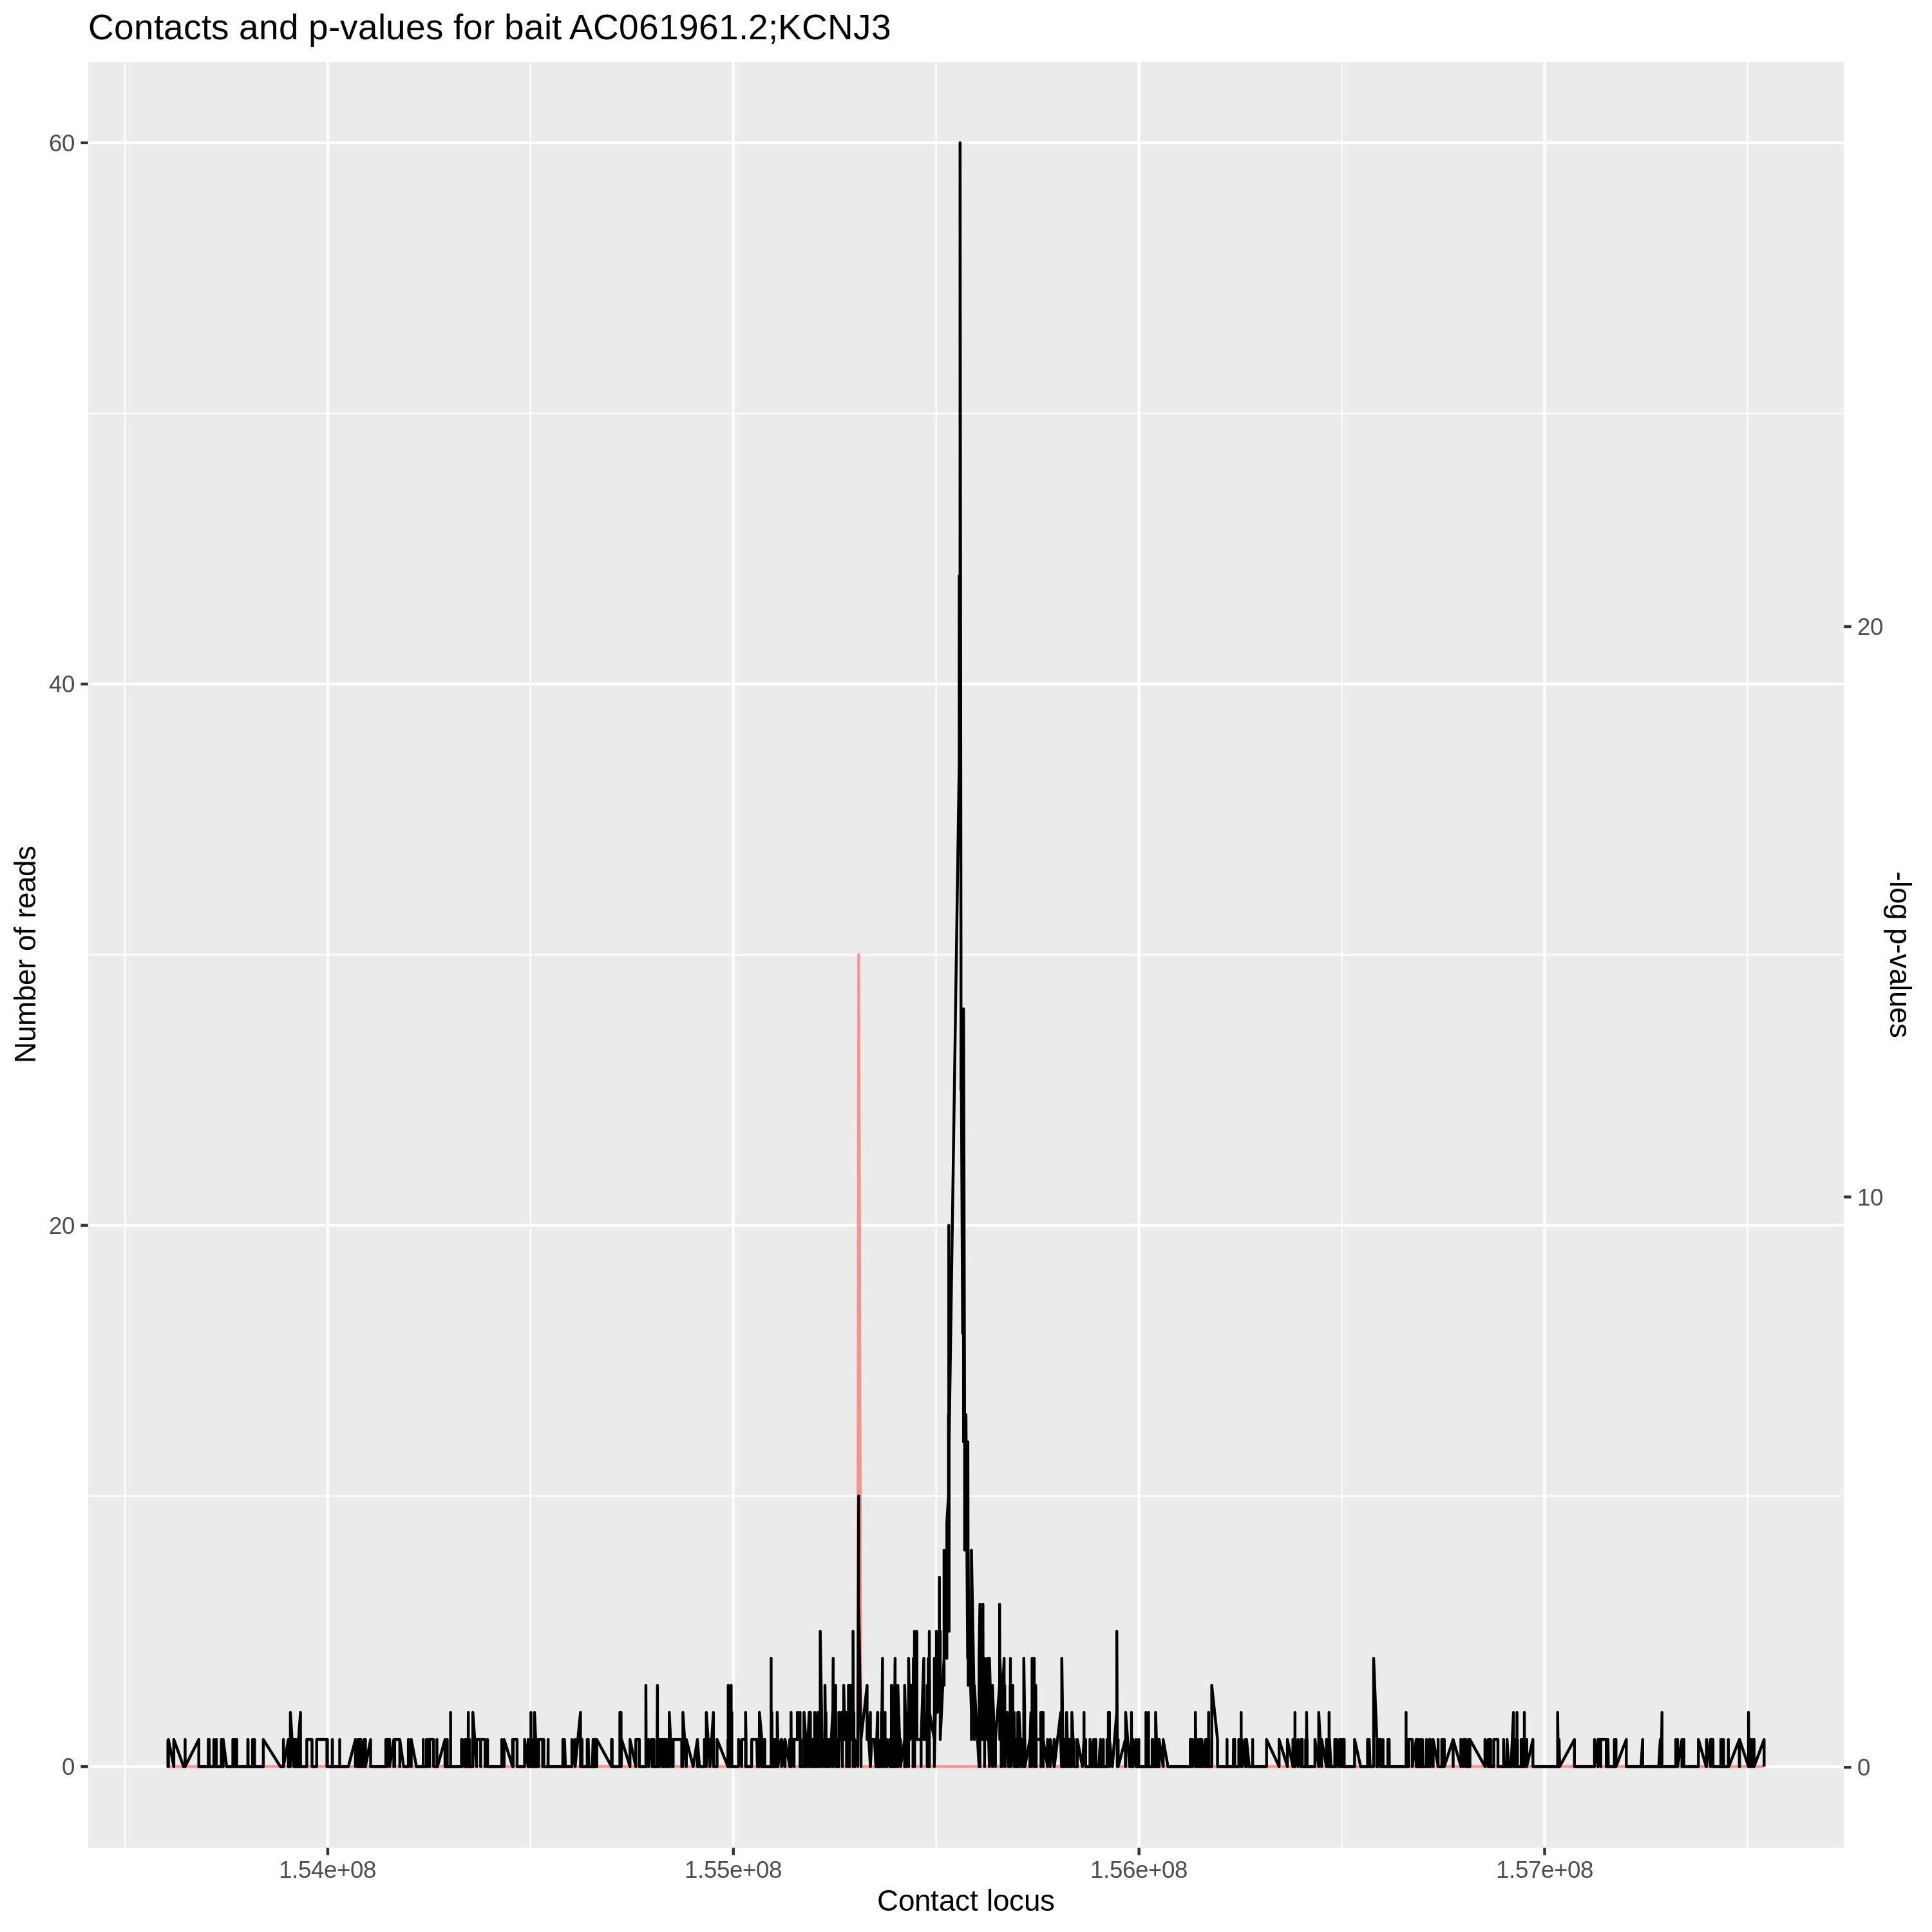 Contacts and p-values for bait AC061961.2;KCNJ3
60
40
20
0
Number of reads
20
10
0
-log p-values
1.54e+08 1.55e+08 1.56e+08 1.57e+08
Contact locus